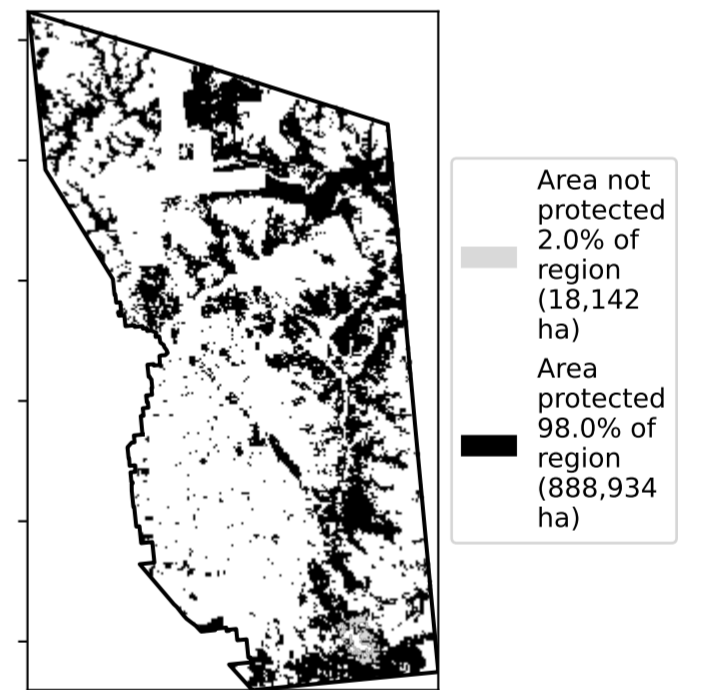 Area not
protected
2.0% of
region
(18,142
ha)
Area
protected
98.0% of
region
(888,934
ha)